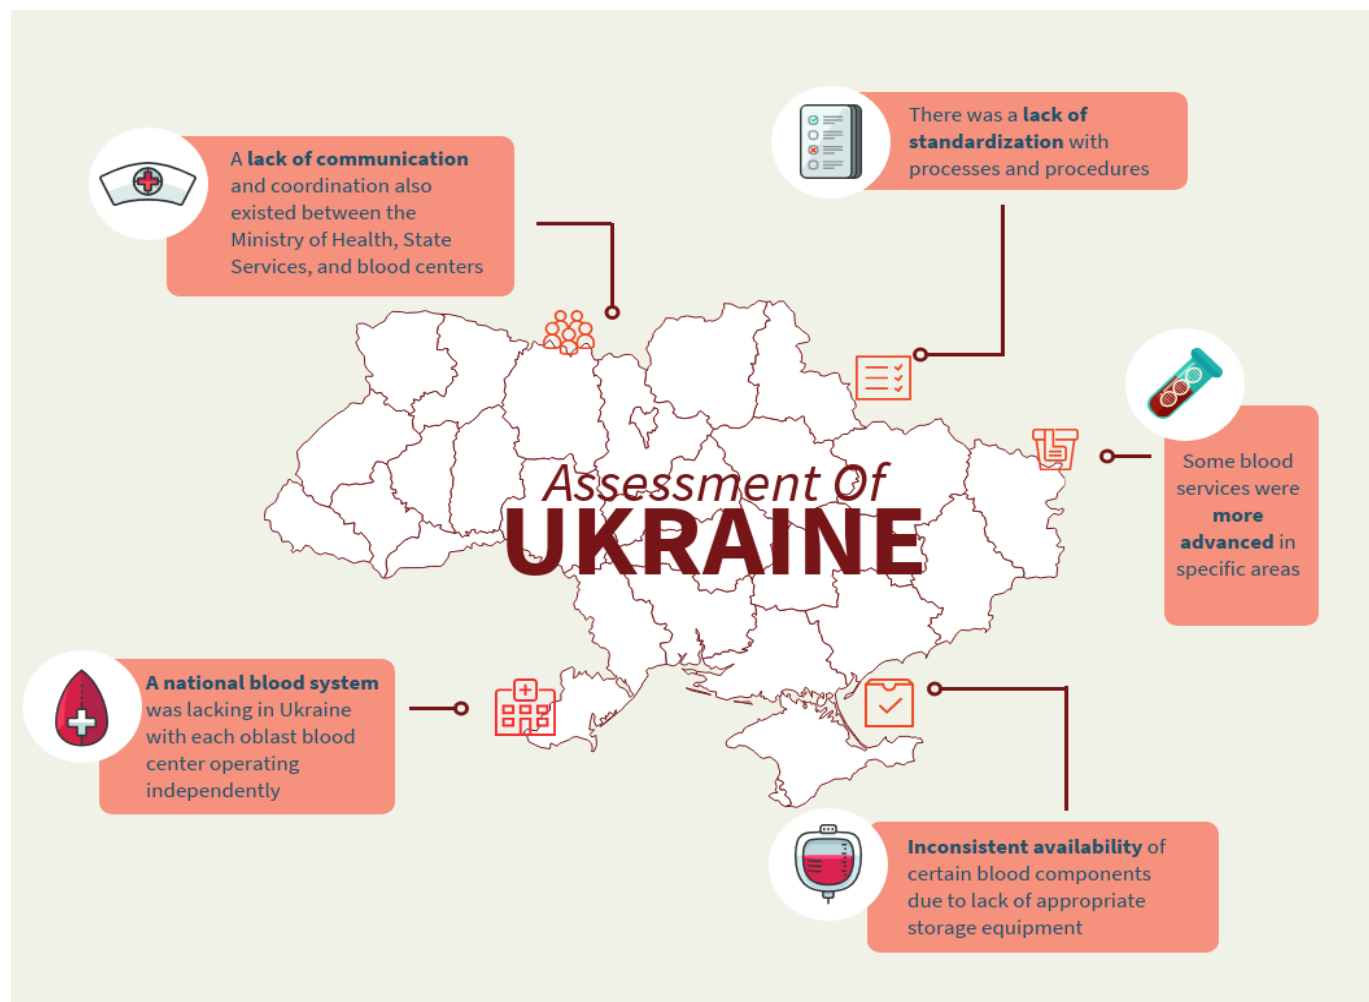 There was a lack of
standardization with
processes and procedures
A lack of communication
and coordination also
existed between the
Ministry of Health, State
Services, and blood centers
Some blood
services were
more
advanced in
specific areas
Assessment Of
UKRAINE
A national blood system
was lacking in Ukraine
with each oblast blood
center operating
independently
Inconsistent availability of
certain blood components
due to lack of appropriate
storage equipment